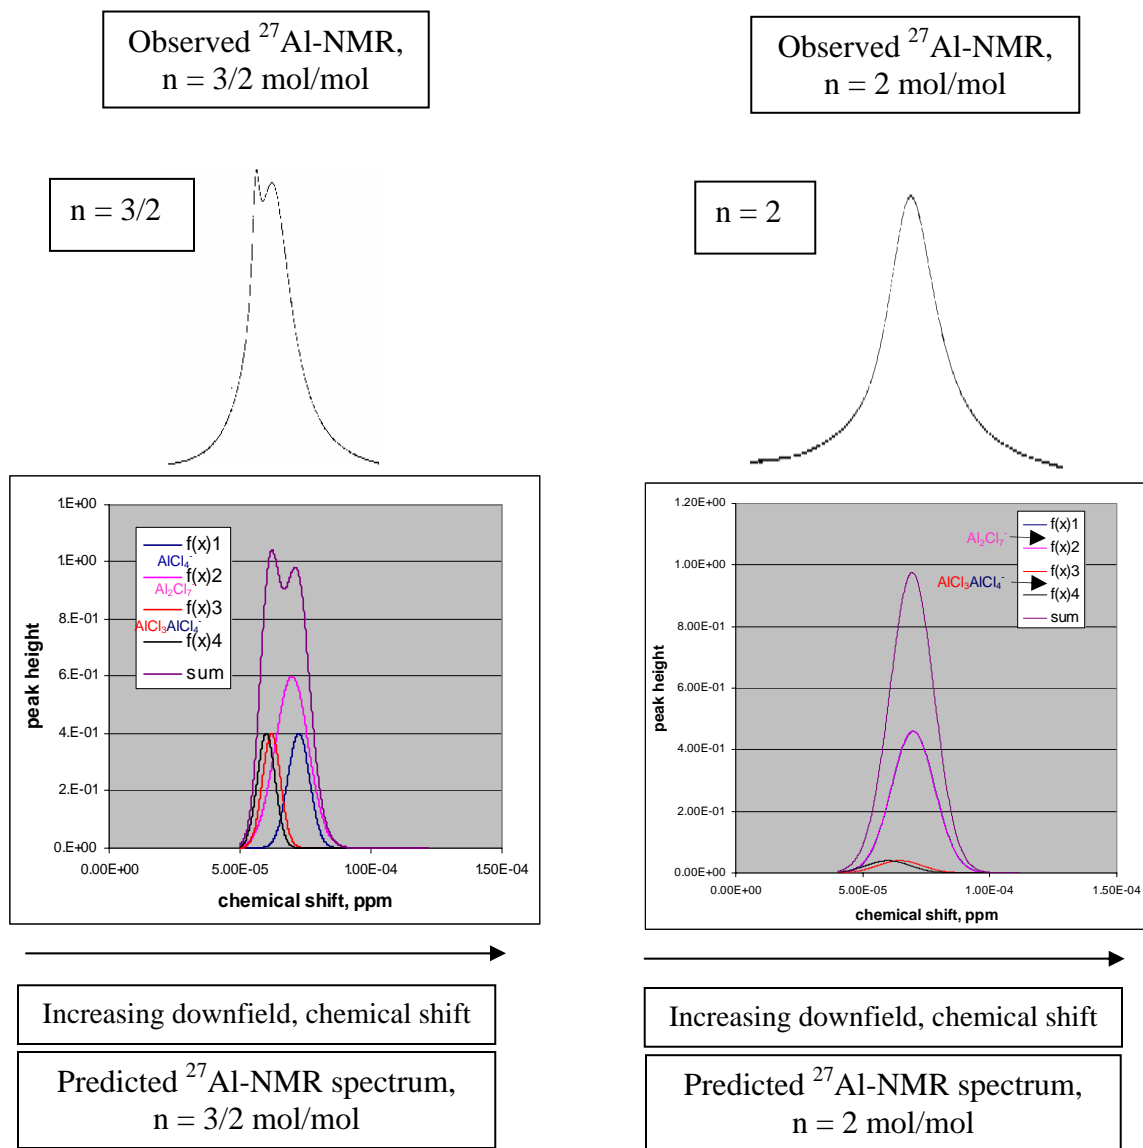 Observed ²⁷Al-NMR,
n = 3/2 mol/mol
Observed ²⁷Al-NMR,
n = 2 mol/mol
n = 3/2
n = 2
1.E+00
1.E+00
8.E-01
6.E-01
4.E-01
2.E-01
0.E+00
peak height
f(x)1
AlCl₄⁻
f(x)2
Al₂Cl₇⁻
f(x)3
AlCl₃AlCl₄⁻
f(x)4
sum
0.00E+00 5.00E-05 1.00E-04 1.50E-04
chemical shift, ppm
1.20E+00
1.00E+00
8.00E-01
6.00E-01
4.00E-01
2.00E-01
0.00E+00
peak height
f(x)1
Al₂Cl₇⁻
f(x)2
f(x)3
AlCl₃AlCl₄⁻
f(x)4
sum
0.00E+00 5.00E-05 1.00E-04 1.50E-04
chemical shift, ppm
Increasing downfield, chemical shift
Predicted ²⁷Al-NMR spectrum,
n = 3/2 mol/mol
Increasing downfield, chemical shift
Predicted ²⁷Al-NMR spectrum,
n = 2 mol/mol